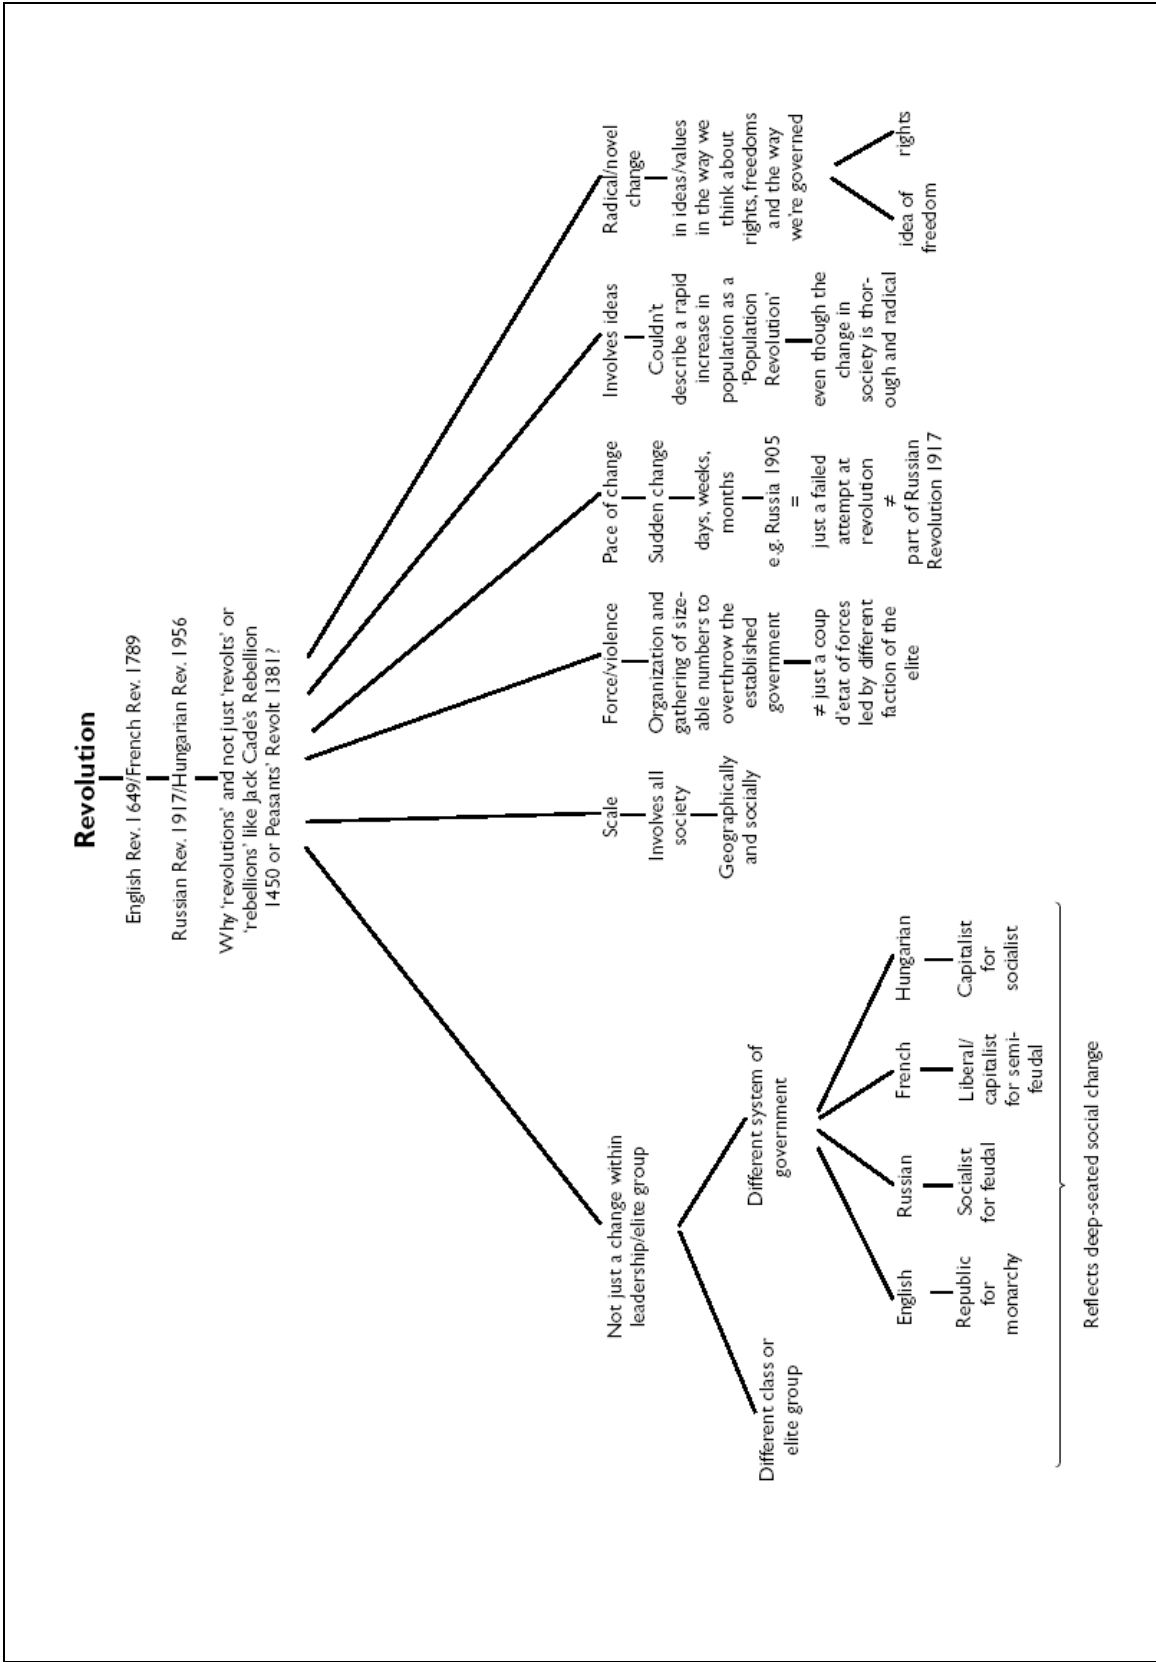 Revolution
English Rev. 1649/French Rev. 1789
Russian Rev. 1917/Hungarian Rev. 1956
Why 'revolutions' and not just 'revolts' or
'rebellions' like Jack Cade's Rebellion
1450 or Peasants' Revolt 1381?
Not just a change within
leadership/elite group
Different class or
elite group
Different system of
government
English
Republic
for
monarchy
Russian
Socialist
for feudal
French
Liberal/
capitalist
for semi-
feudal
Hungarian
Capitalist
for
socialist
Reflects deep-seated social change
Scale
Involves all
society
Geographically
and socially
Force/violence
Organization and
gathering of size-
able numbers to
overthrow the
established
government
≠ just a coup
d'etat of forces
led by different
faction of the
elite
Pace of change
Sudden change
days, weeks,
months
e.g. Russia 1905
=
just a failed
attempt at
revolution
≠
part of Russian
Revolution 1917
Involves ideas
Couldn't
describe a rapid
increase in
population as a
'Population
Revolution'
even though the
change in
society is thor-
ough and radical
Radical/novel
change
in ideas/values
in the way we
think about
rights, freedoms
and the way
we're governed
idea of
freedom
rights